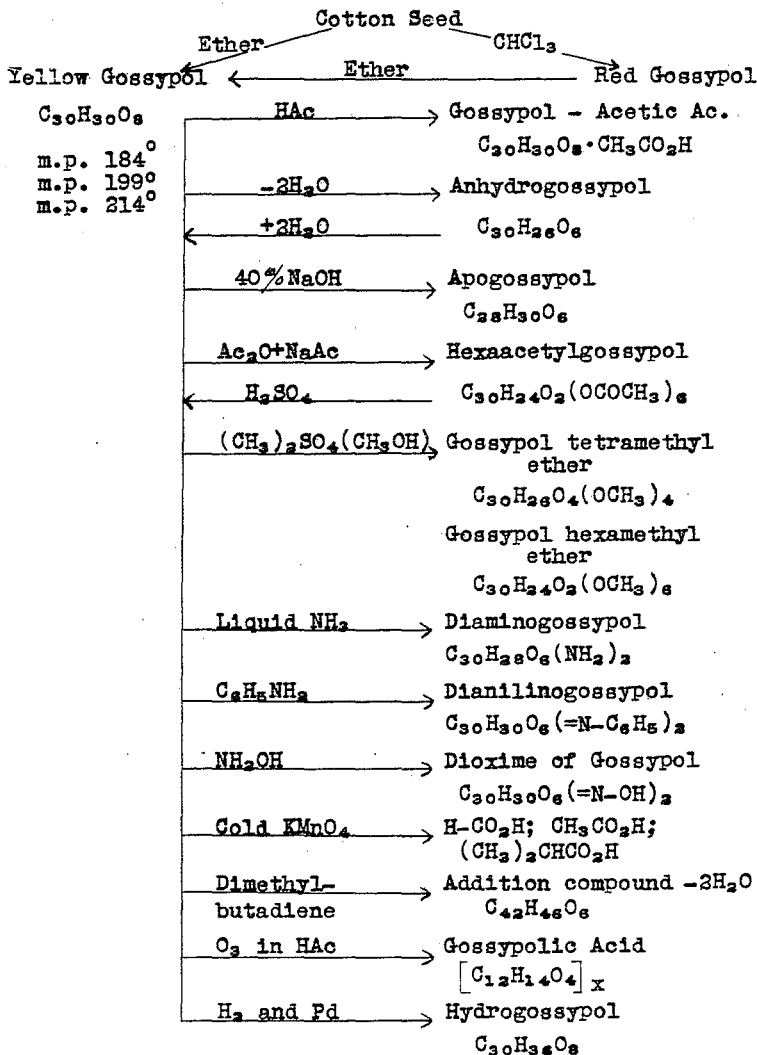 Cotton Seed
Ether CHCl₃
Yellow Gossypol Ether Red Gossypol
C₃₀H₃₀O₈ HAc Gossypol - Acetic Ac.
C₃₀H₃₀O₈·CH₃CO₂H
m.p. 184°
m.p. 199° -2H₂O Anhydrogossypol
m.p. 214°
+2H₂O C₃₀H₂₆O₆
40%NaOH Apogossypol
C₂₈H₃₀O₆
Ac₂O+NaAc Hexaacetylgossypol
H₂SO₄ C₃₀H₂₄O₂(OCOCH₃)₆
(CH₃)₂SO₄(CH₃OH) Gossypol tetramethyl
ether
C₃₀H₂₆O₄(OCH₃)₄
Gossypol hexamethyl
ether
C₃₀H₂₄O₂(OCH₃)₆
Liquid NH₃ Diaminogossypol
C₃₀H₂₈O₆(NH₂)₂
C₆H₅NH₂ Dianilinogossypol
C₃₀H₃₀O₆(=N-C₆H₅)₂
NH₂OH Dioxime of Gossypol
C₃₀H₃₀O₆(=N-OH)₂
Cold KMnO₄ H-CO₂H; CH₃CO₂H;
(CH₃)₂CHCO₂H
Dimethyl- Addition compound -2H₂O
butadiene C₄₂H₄₆O₆
O₃ in HAc Gossypolic Acid
[C₁₂H₁₄O₄]x
H₂ and Pd Hydrogossypol
C₃₀H₃₆O₈